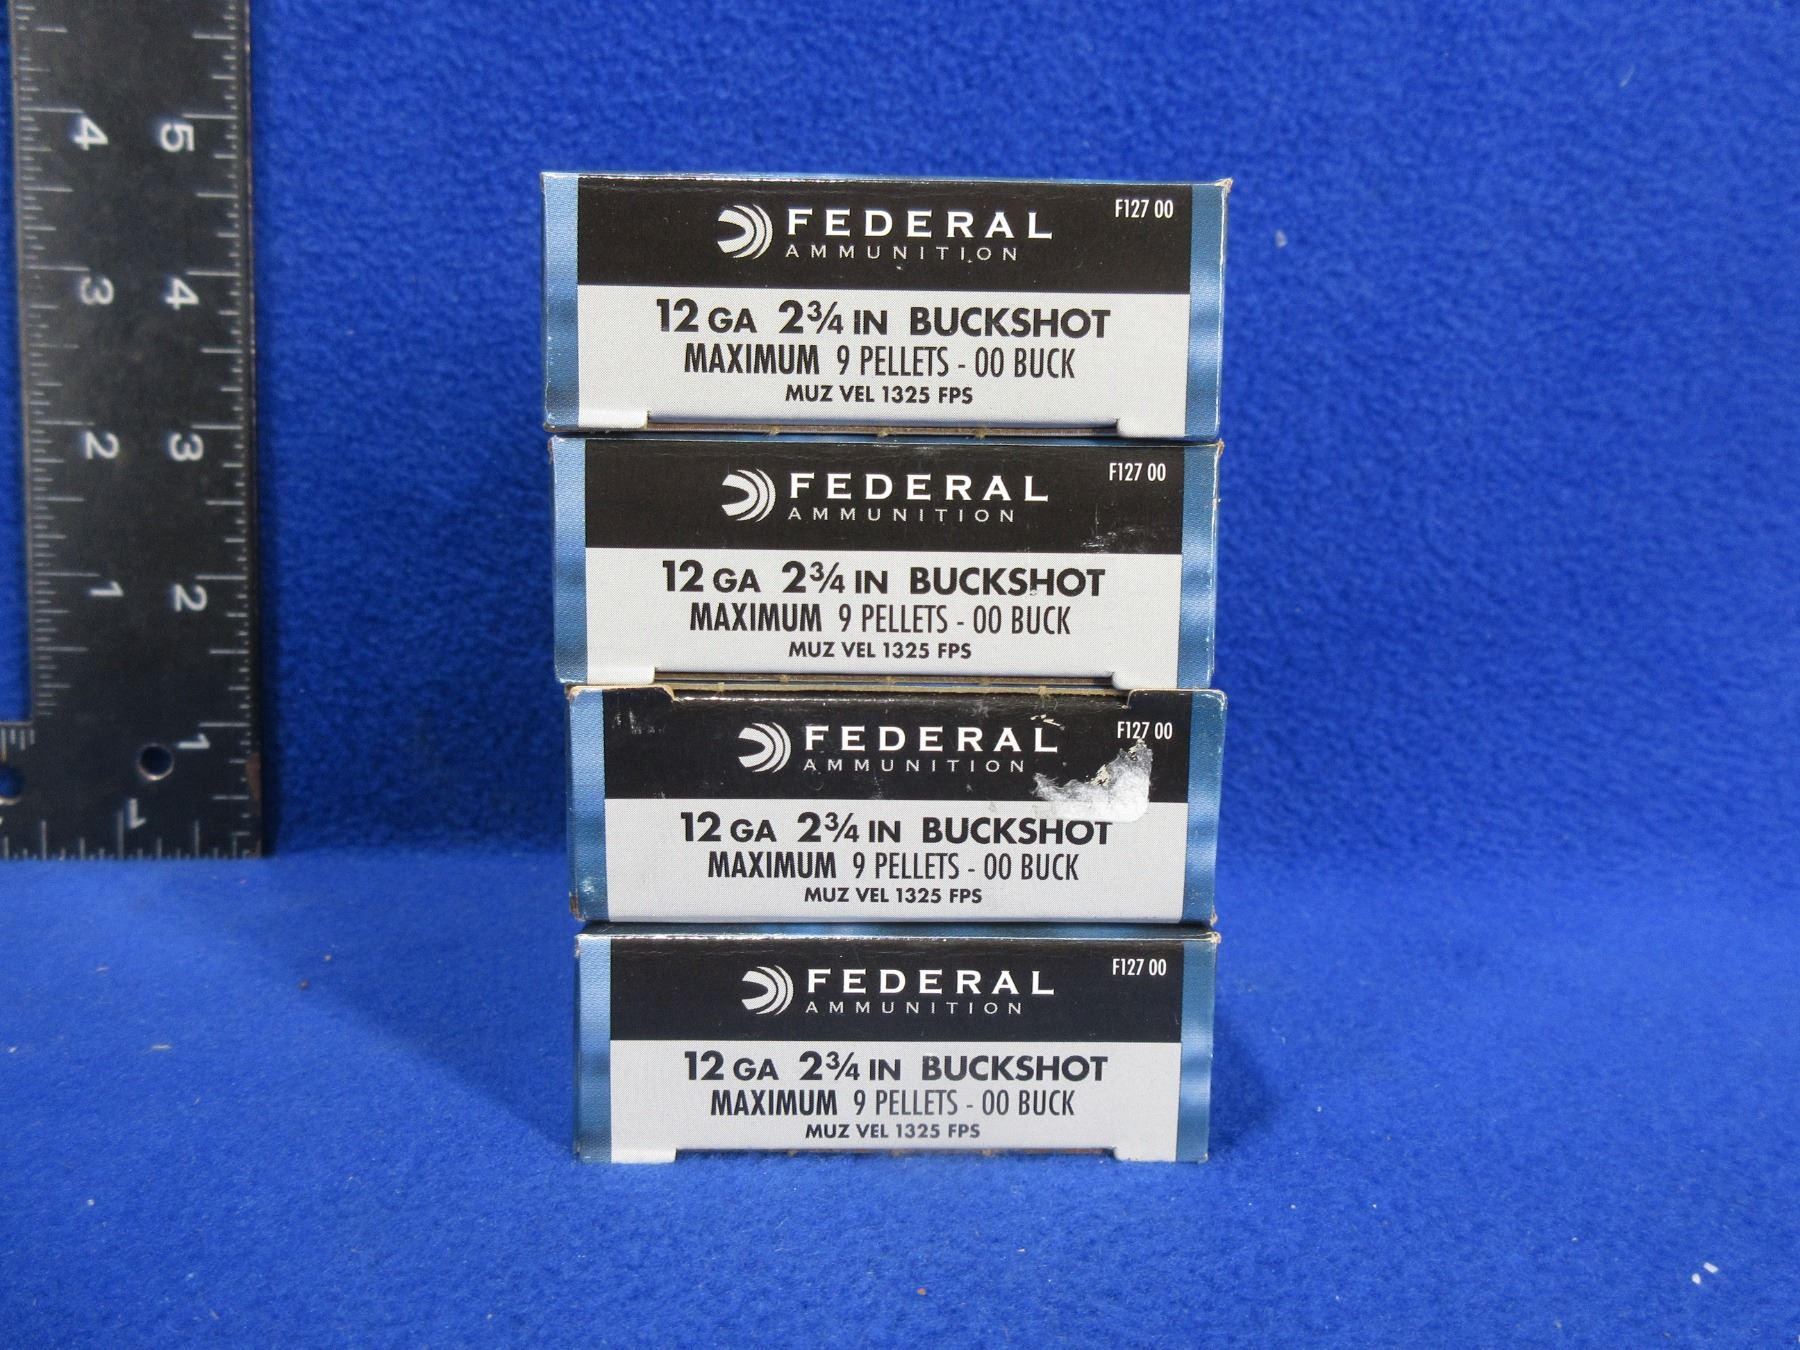 4 5
3 4
2 3
1 2
1
1
FEDERAL
AMMUNITION
F127 00
12 GA 2¾ IN BUCKSHOT
MAXIMUM 9 PELLETS - 00 BUCK
MUZ VEL 1325 FPS
FEDERAL
AMMUNITION
F127 00
12 GA 2¾ IN BUCKSHOT
MAXIMUM 9 PELLETS - 00 BUCK
MUZ VEL 1325 FPS
FEDERAL
AMMUNITION
F127 00
12 GA 2¾ IN BUCKSHOT
MAXIMUM 9 PELLETS - 00 BUCK
MUZ VEL 1325 FPS
FEDERAL
AMMUNITION
F127 00
12 GA 2¾ IN BUCKSHOT
MAXIMUM 9 PELLETS - 00 BUCK
MUZ VEL 1325 FPS